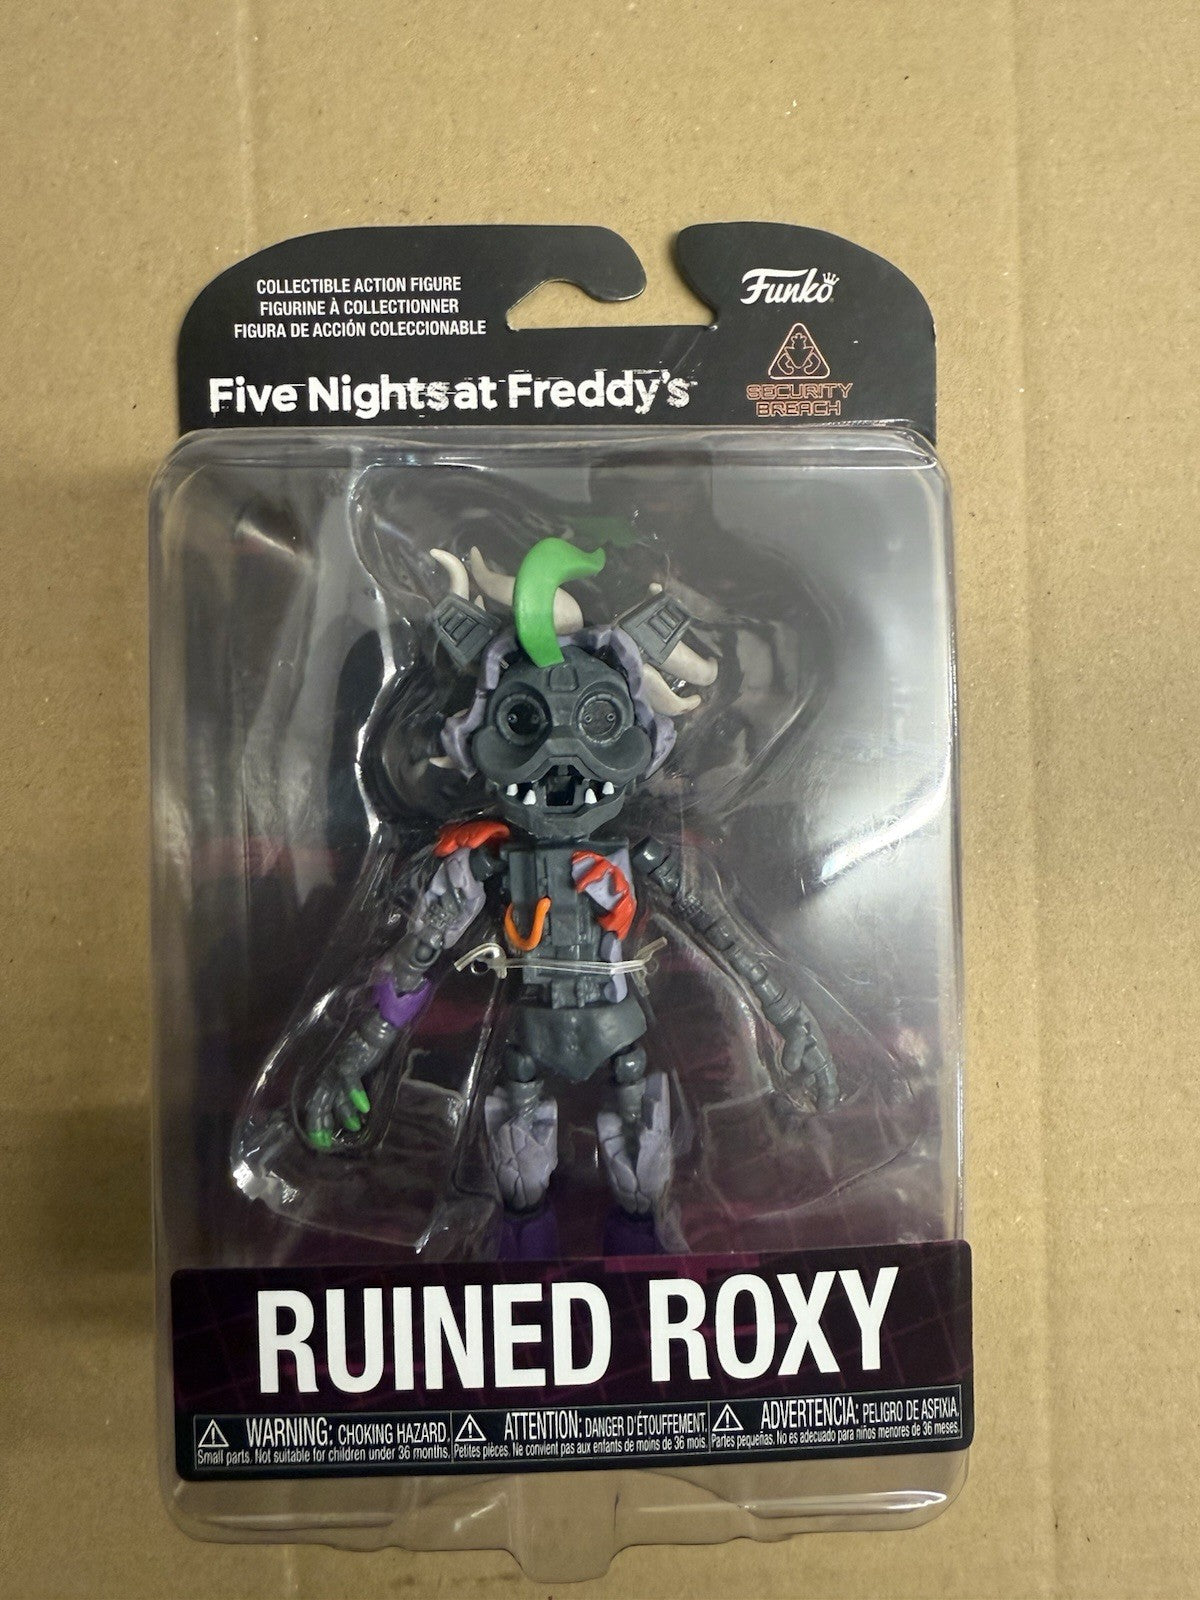 COLLECTIBLE ACTION FIGURE
FIGURINE À COLLECTIONNER
FIGURA DE ACCIÓN COLECCIONABLE
Funko
Five Nights at Freddy's
SECURITY
BREACH
RUINED ROXY
WARNING: CHOKING HAZARD.
Small parts. Not suitable for children under 36 months.
ATTENTION: DANGER D'ÉTOUFFEMENT.
Petites pièces. Ne convient pas aux enfants de moins de 36 mois.
ADVERTENCIA: PELIGRO DE ASFIXIA.
Partes pequeñas. No es adecuado para niños menores de 36 meses.